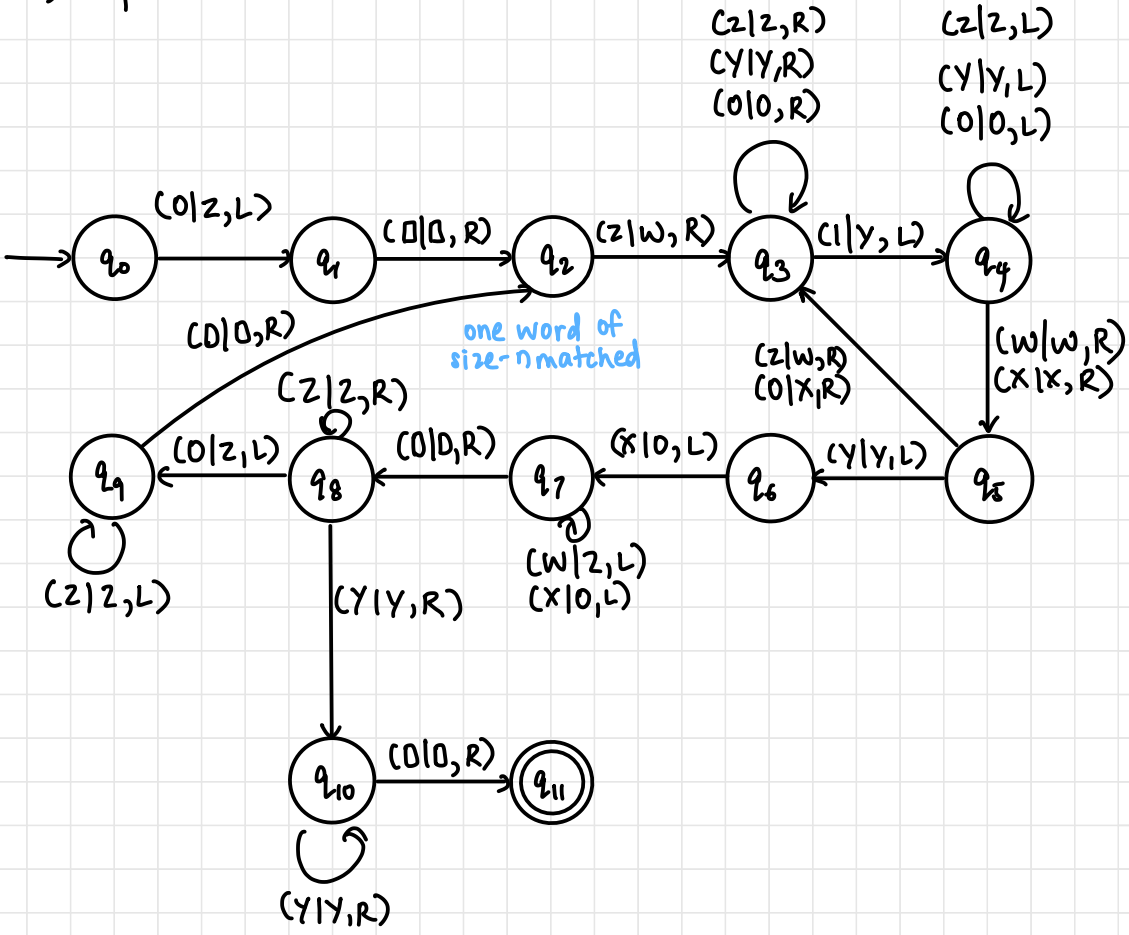 (z|z,R)
(Y|Y,R)
(0|0,R)
(z|z,L)
(Y|Y,L)
(0|0,L)
(0|z,L)
(□|□,R)
(z|W,R)
(1|Y,L)
q0
q1
q2
q3
q4
(□|□,R)
one word of
size-n matched
(z|W,R)
(0|X,R)
(W|W,R)
(X|X,R)
(z|z,R)
(0|z,L)
(□|□,R)
(X|0,L)
(Y|Y,L)
q9
q8
q7
q6
q5
(z|z,L)
(W|z,L)
(X|0,L)
(Y|Y,R)
(□|□,R)
q10
q11
(Y|Y,R)